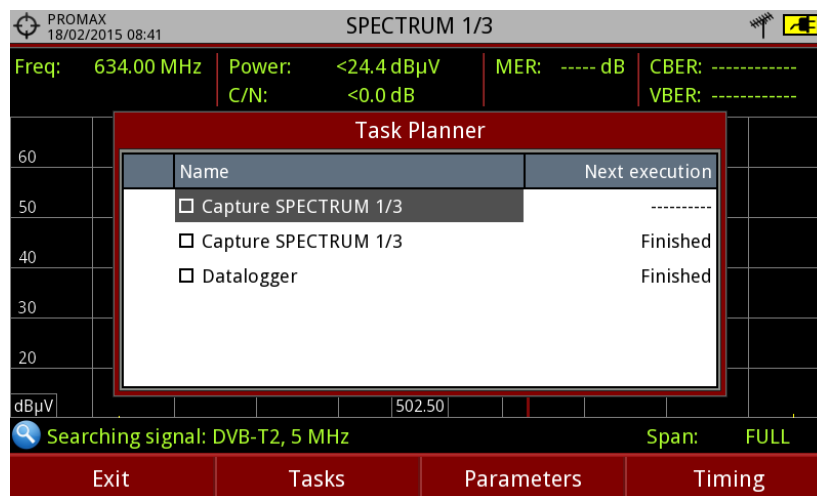 PROMAX
18/02/2015 08:41
SPECTRUM 1/3
Freq: 634.00 MHz Power: <24.4 dBµV MER: ----- dB CBER: ------------
C/N: <0.0 dB VBER: ------------
Task Planner
Name Next execution
Capture SPECTRUM 1/3 ----------
Capture SPECTRUM 1/3 Finished
Datalogger Finished
60
50
40
30
20
dBµV 502.50
Searching signal: DVB-T2, 5 MHz Span: FULL
Exit Tasks Parameters Timing